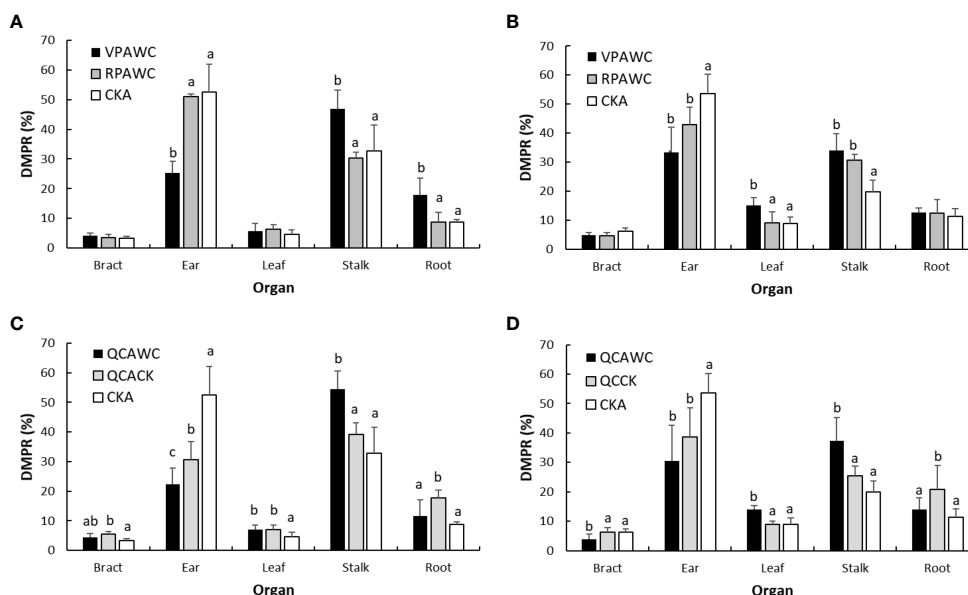 A
70
60
50
40
30
20
10
0
DMPR (%)
VPAWC
RPAWC
CKA
b a a
b a a
b a a
Bract Ear Leaf Stalk Root
Organ
B
70
60
50
40
30
20
10
0
DMPR (%)
VPAWC
RPAWC
CKA
b b a
b a a
b b a
Bract Ear Leaf Stalk Root
Organ
C
70
60
50
40
30
20
10
0
DMPR (%)
QCAWC
QCACK
CKA
ab b a
c b a
b b a
b a a
a b a
Bract Ear Leaf Stalk Root
Organ
D
70
60
50
40
30
20
10
0
DMPR (%)
QCAWC
QCCK
CKA
b a a
b b a
b a a
b a a
a b a
Bract Ear Leaf Stalk Root
Organ